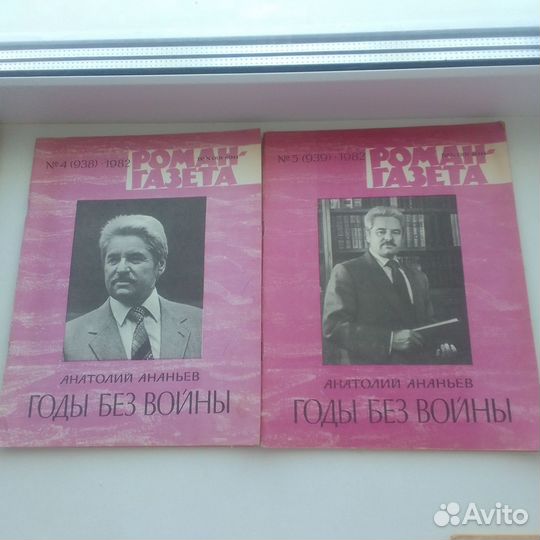 №4 (938) · 1982
РОМАН-
ГАЗЕТА
АНАТОЛИЙ АНАНЬЕВ
ГОДЫ БЕЗ ВОЙНЫ
№5 (939) · 1982
РОМАН-
ГАЗЕТА
АНАТОЛИЙ АНАНЬЕВ
ГОДЫ БЕЗ ВОЙНЫ
Avito